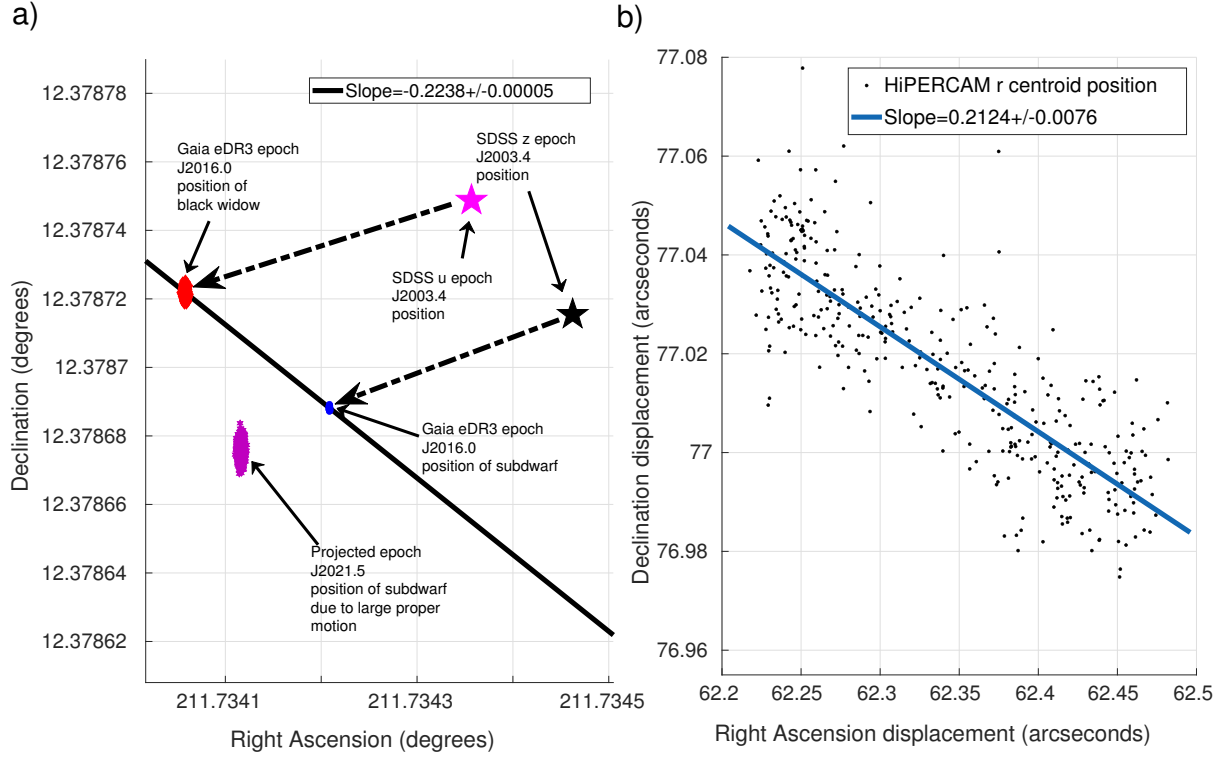 a)
Slope=-0.2238+/-0.00005
12.37878
12.37876
12.37874
12.37872
12.3787
12.37868
12.37866
12.37864
12.37862
Declination (degrees)
Gaia eDR3 epoch
J2016.0
position of
black widow
SDSS z epoch
J2003.4
position
SDSS u epoch
J2003.4
position
Gaia eDR3 epoch
J2016.0
position of subdwarf
Projected epoch
J2021.5
position of subdwarf
due to large proper
motion
211.7341
211.7343
211.7345
Right Ascension (degrees)
b)
HiPERCAM r centroid position
Slope=0.2124+/-0.0076
77.08
77.06
77.04
77.02
77
76.98
76.96
Declination displacement (arcseconds)
62.2
62.25
62.3
62.35
62.4
62.45
62.5
Right Ascension displacement (arcseconds)